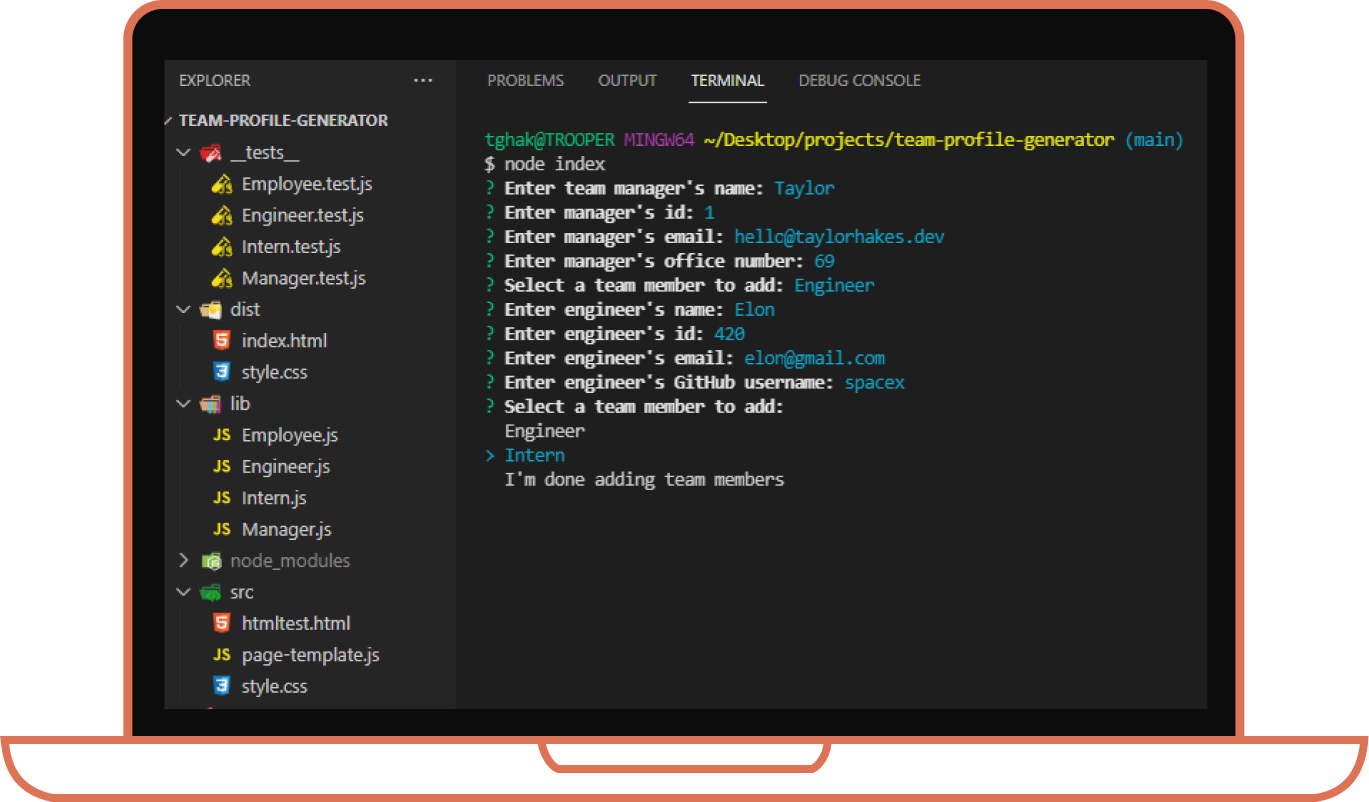 EXPLORER ...
TEAM-PROFILE-GENERATOR
__tests__
Employee.test.js
Engineer.test.js
Intern.test.js
Manager.test.js
dist
index.html
style.css
lib
JS Employee.js
JS Engineer.js
JS Intern.js
JS Manager.js
node_modules
src
htmltest.html
JS page-template.js
style.css
PROBLEMS OUTPUT TERMINAL DEBUG CONSOLE
tghak@TROOPER MINGW64 ~/Desktop/projects/team-profile-generator (main)
$ node index
? Enter team manager's name: Taylor
? Enter manager's id: 1
? Enter manager's email: hello@taylorhakes.dev
? Enter manager's office number: 69
? Select a team member to add: Engineer
? Enter engineer's name: Elon
? Enter engineer's id: 420
? Enter engineer's email: elon@gmail.com
? Enter engineer's GitHub username: spacex
? Select a team member to add:
Engineer
> Intern
I'm done adding team members